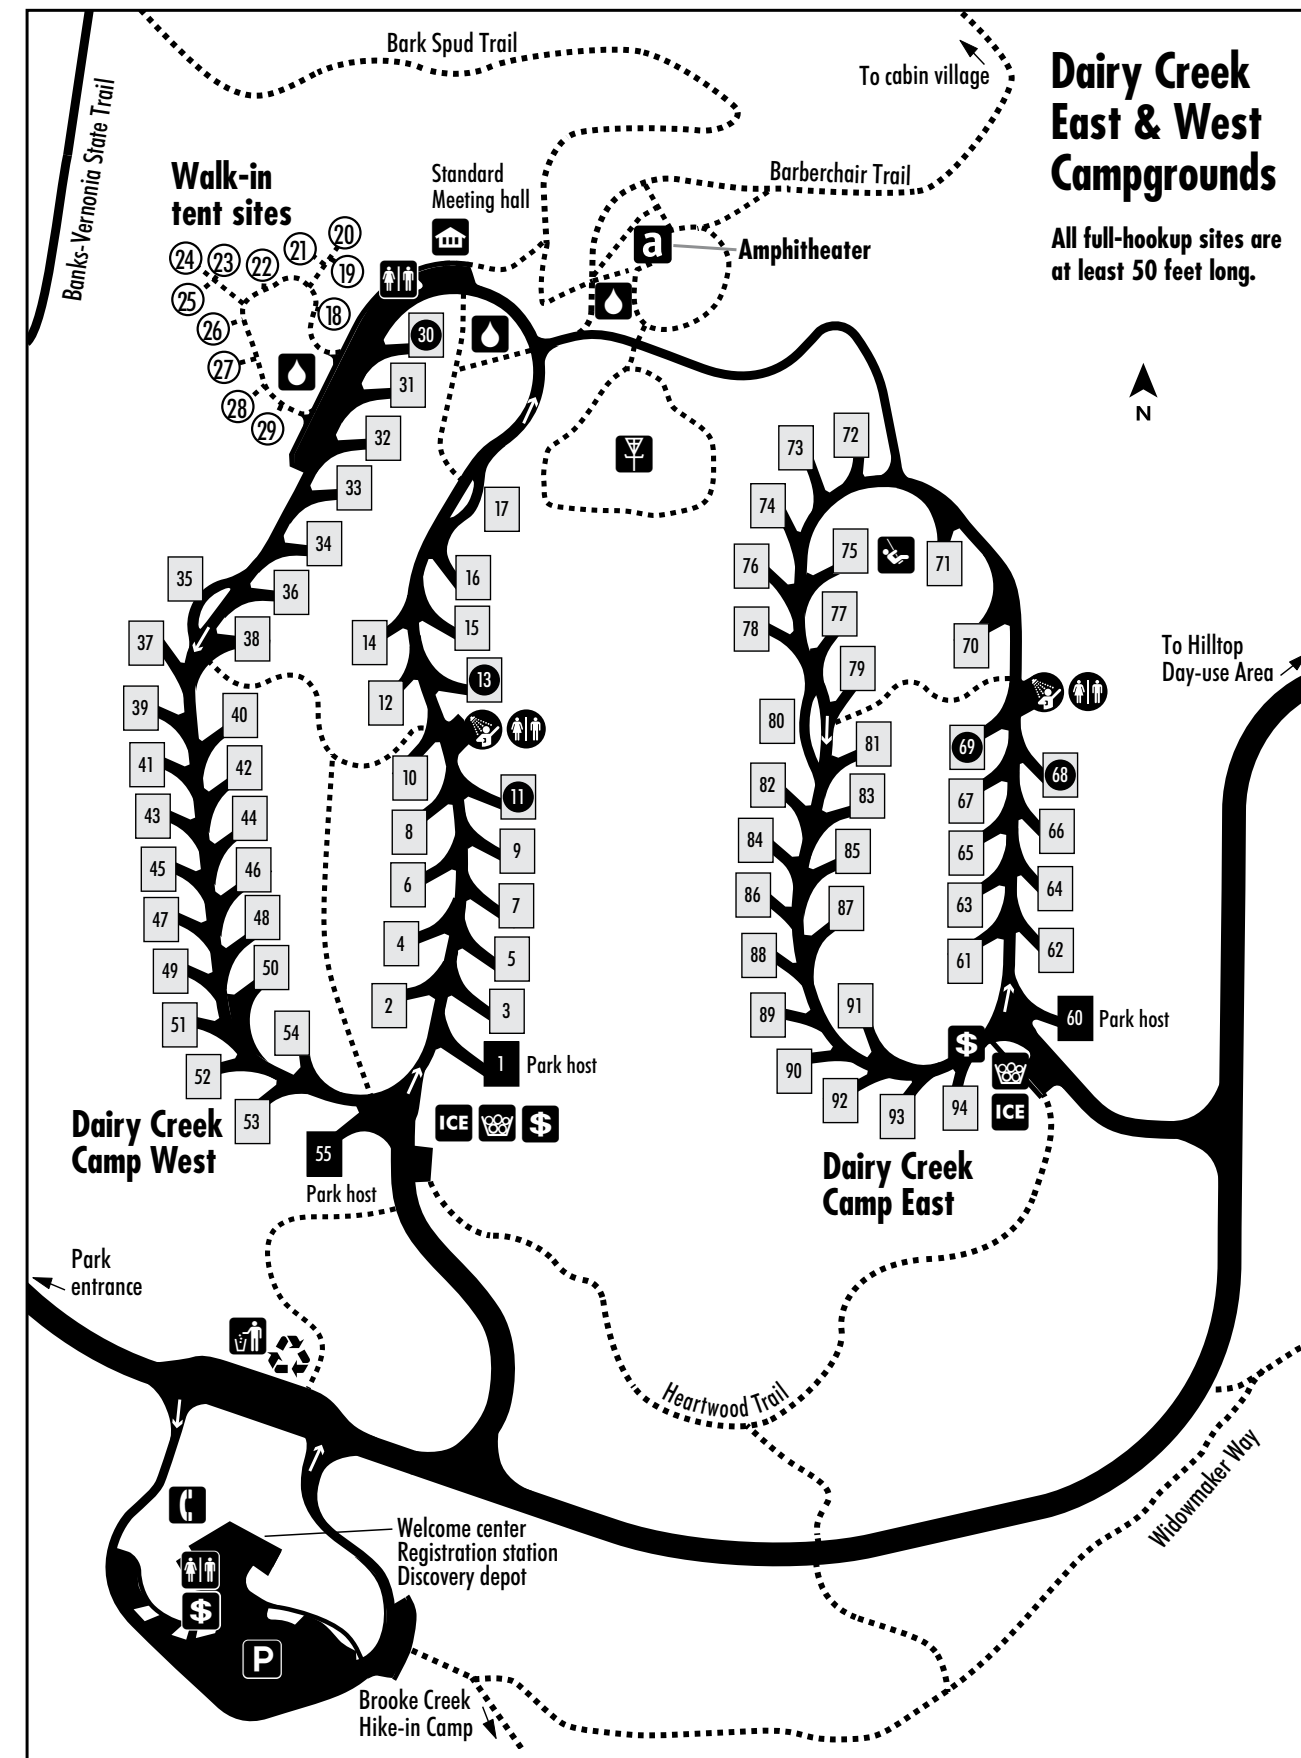 Dairy Creek
East & West
Campgrounds
All full-hookup sites are
at least 50 feet long.
N
Bark Spud Trail
To cabin village
Banks-Vernonia State Trail
Walk-in
tent sites
Standard
Meeting hall
Barberchair Trail
a
Amphitheater
20
21
24
23
22
19
25
18
26
27
28
29
30
31
32
33
34
35
36
37
38
39
40
41
42
43
44
45
46
47
48
49
50
51
54
52
53
17
16
15
14
13
12
10
11
8
9
6
7
4
5
2
3
1
Park host
ICE
$
55
Park host
Dairy Creek
Camp West
72
73
74
75
71
76
77
78
70
79
80
81
69
68
82
83
67
66
84
85
65
64
86
87
63
62
88
61
89
91
60
Park host
$
90
92
93
94
ICE
Dairy Creek
Camp East
To Hilltop
Day-use Area
Park
entrance
Heartwood Trail
Widowmaker Way
Welcome center
Registration station
Discovery depot
$
P
Brooke Creek
Hike-in Camp